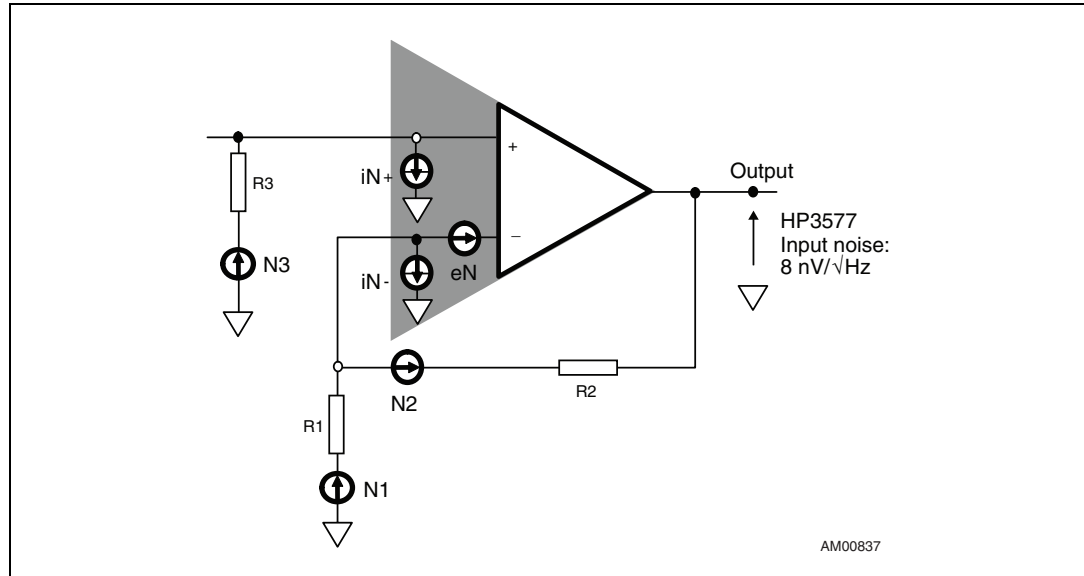 R3
N3
iN+
iN-
eN
+
−
Output
HP3577
Input noise:
8 nV/√Hz
N2
R2
R1
N1
AM00837